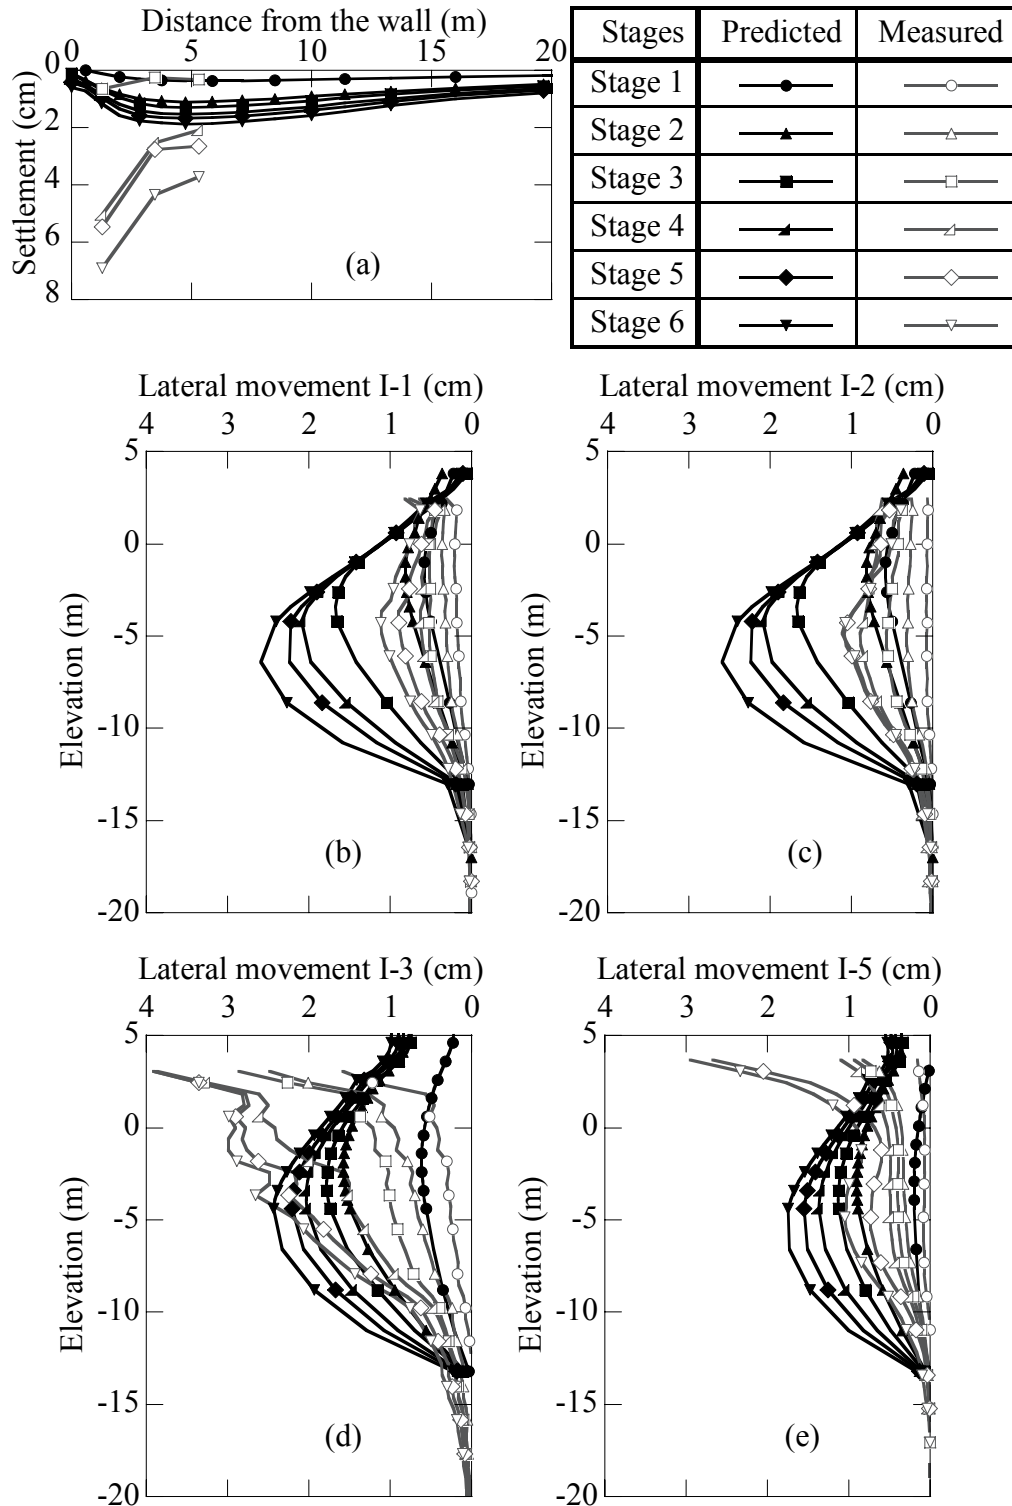 Distance from the wall (m)
0 5 10 15 20
0
2
4
6
8
Settlement (cm)
(a)
Stages Predicted Measured
Stage 1
Stage 2
Stage 3
Stage 4
Stage 5
Stage 6
Lateral movement I-1 (cm)
4 3 2 1 0
5
0
-5
-10
-15
-20
Elevation (m)
(b)
Lateral movement I-2 (cm)
4 3 2 1 0
5
0
-5
-10
-15
-20
Elevation (m)
(c)
Lateral movement I-3 (cm)
4 3 2 1 0
5
0
-5
-10
-15
-20
Elevation (m)
(d)
Lateral movement I-5 (cm)
4 3 2 1 0
5
0
-5
-10
-15
-20
Elevation (m)
(e)